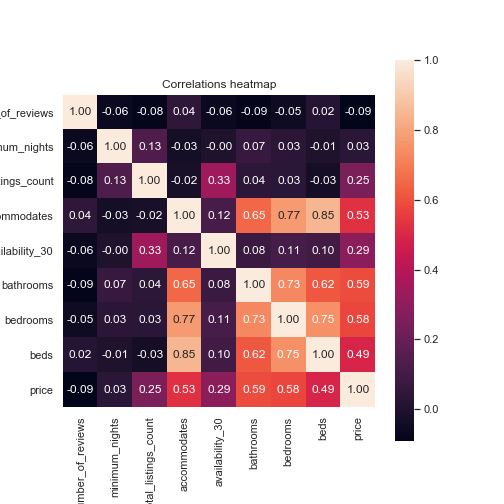 Correlations heatmap
_of_reviews 1.00 -0.06 -0.08 0.04 -0.06 -0.09 -0.05 0.02 -0.09
num_nights -0.06 1.00 0.13 -0.03 -0.00 0.07 0.03 -0.01 0.03
tings_count -0.08 0.13 1.00 -0.02 0.33 0.04 0.03 -0.03 0.25
ommodates 0.04 -0.03 -0.02 1.00 0.12 0.65 0.77 0.85 0.53
ailability_30 -0.06 -0.00 0.33 0.12 1.00 0.08 0.11 0.10 0.29
bathrooms -0.09 0.07 0.04 0.65 0.08 1.00 0.73 0.62 0.59
bedrooms -0.05 0.03 0.03 0.77 0.11 0.73 1.00 0.75 0.58
beds 0.02 -0.01 -0.03 0.85 0.10 0.62 0.75 1.00 0.49
price -0.09 0.03 0.25 0.53 0.29 0.59 0.58 0.49 1.00
mber_of_reviews
minimum_nights
tal_listings_count
accommodates
availability_30
bathrooms
bedrooms
beds
price
1.0
0.8
0.6
0.4
0.2
0.0